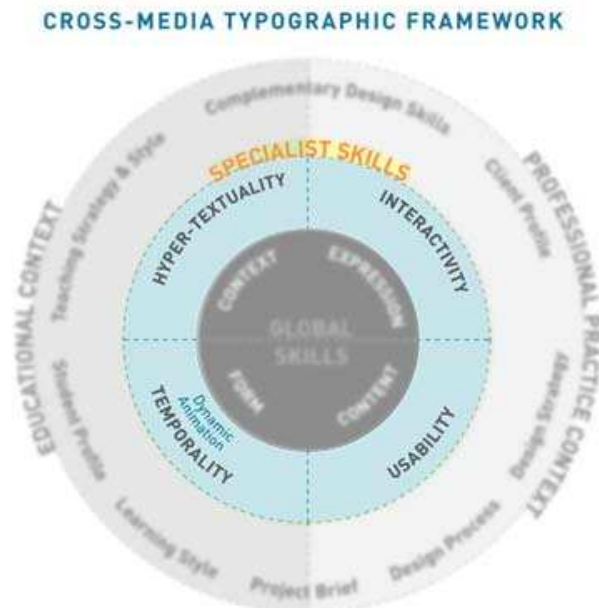 CROSS-MEDIA TYPOGRAPHIC FRAMEWORK
Complementary Design Skills
Teaching Strategy & Style
SPECIALIST SKILLS
Client Profile
EDUCATIONAL CONTEXT
PROFESSIONAL PRACTICE CONTEXT
HYPER-TEXTUALITY
INTERACTIVITY
CONTEXT
EXPRESSION
GLOBAL
SKILLS
FORM
CONTENT
Dynamic
Animation
TEMPORALITY
USABILITY
Student Profile
Design Strategy
Learning Style
Project Brief
Design Process